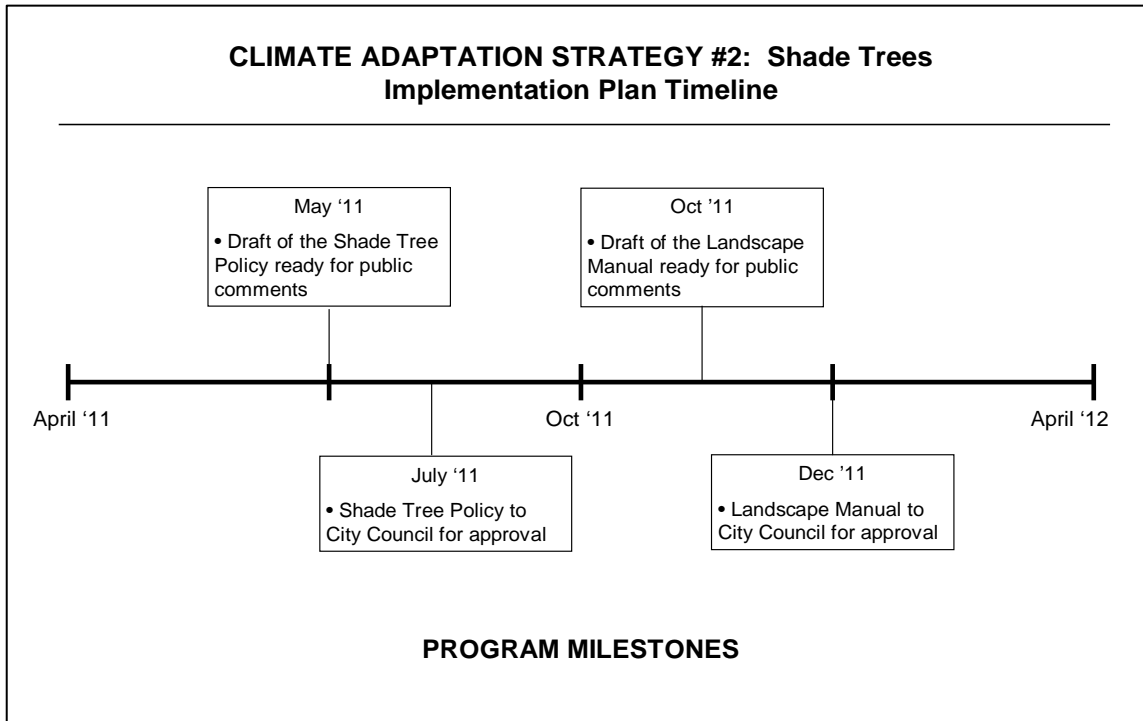 CLIMATE ADAPTATION STRATEGY #2:  Shade Trees
Implementation Plan Timeline
May ‘11
• Draft of the Shade Tree
Policy ready for public
comments
Oct ’11
• Draft of the Landscape
Manual ready for public
comments
April ‘11
Oct ‘11
April ‘12
July ‘11
• Shade Tree Policy to
City Council for approval
Dec ‘11
• Landscape Manual to
City Council for approval
PROGRAM MILESTONES